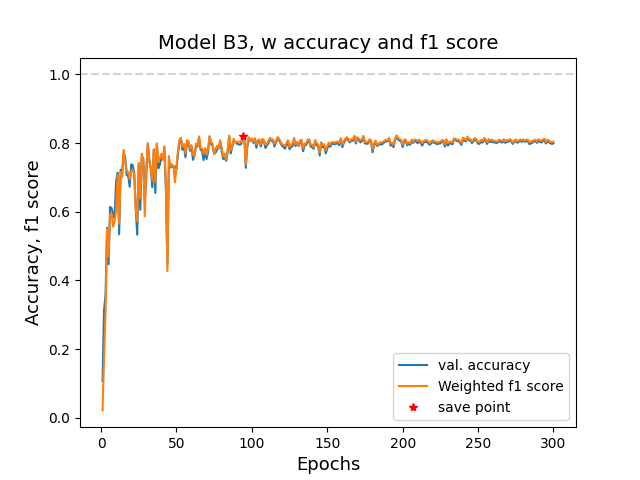 Model B3, w accuracy and f1 score
1.0
0.8
0.6
0.4
0.2
0.0
Accuracy, f1 score
val. accuracy
Weighted f1 score
save point
0 50 100 150 200 250 300
Epochs